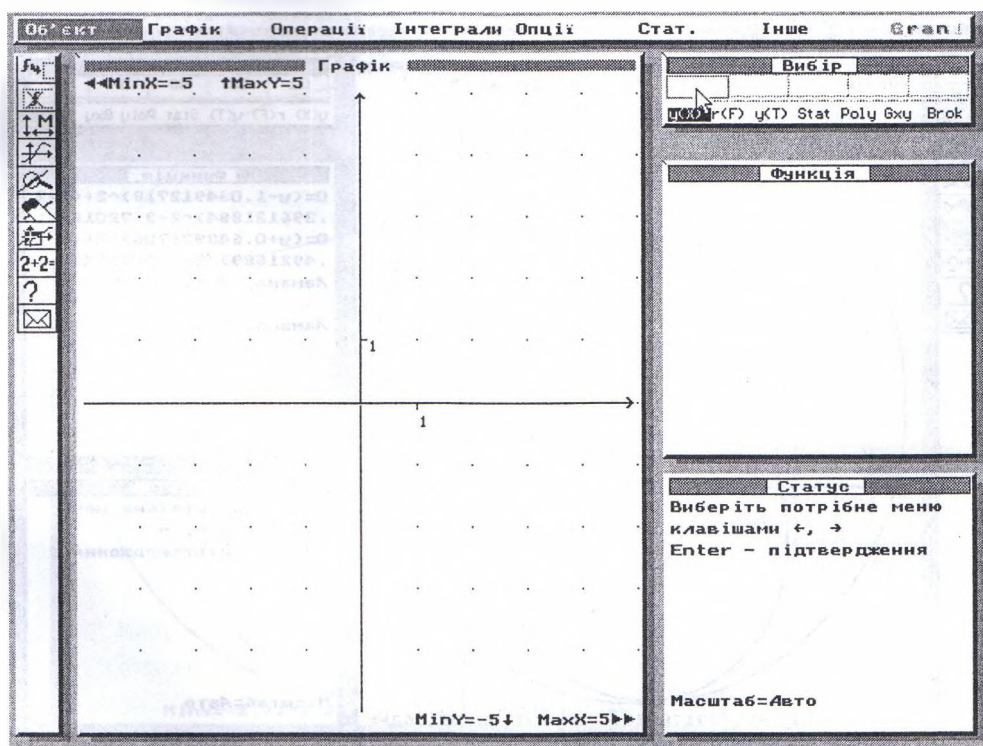 Об'єкт Графік Операції Інтеграли Опції Стат. Інше Gran1
Графік
◄◄MinX=-5 ↑MaxY=5
2+2=
?
1
1
MinY=-5↓ MaxX=5►►
Вибір
y(X) r(F) y(T) Stat Poly Gxy Brok
Функція
Статус
Виберіть потрібне меню
клавішами ←, →
Enter - підтвердження
Масштаб=Авто